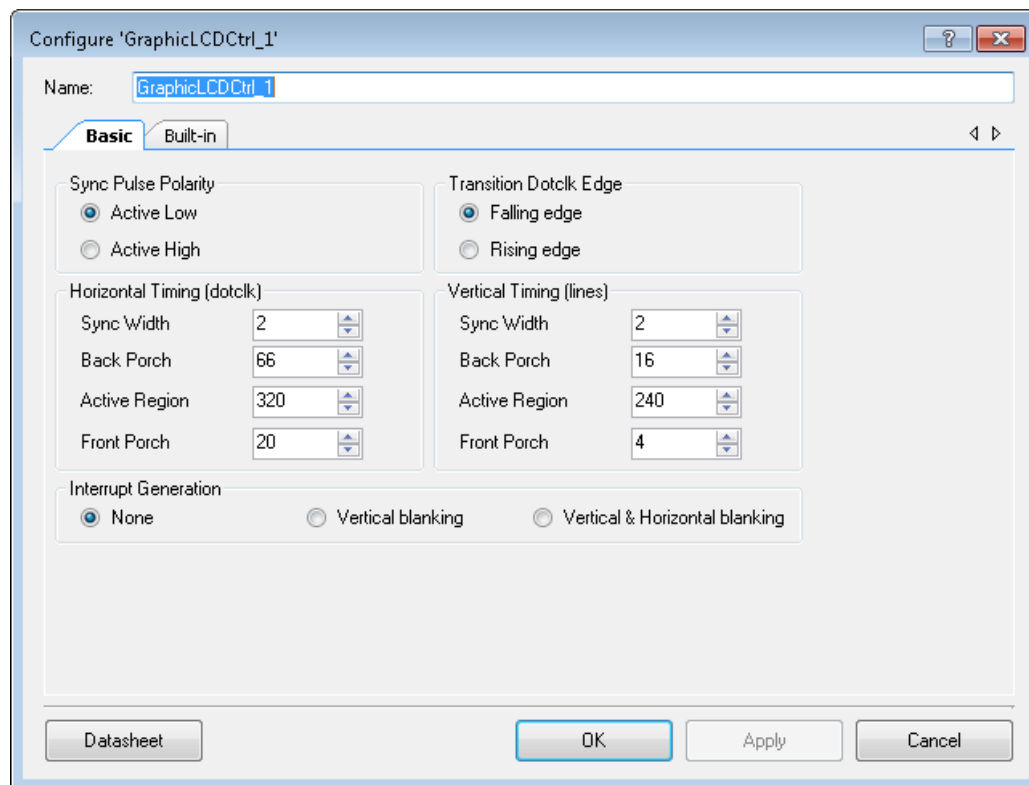 Configure 'GraphicLCDCtrl_1'
?
Name: GraphicLCDCtrl_1
Basic Built-in
Sync Pulse Polarity
Active Low
Active High
Transition Dotclk Edge
Falling edge
Rising edge
Horizontal Timing (dotclk)
Sync Width 2
Back Porch 66
Active Region 320
Front Porch 20
Vertical Timing (lines)
Sync Width 2
Back Porch 16
Active Region 240
Front Porch 4
Interrupt Generation
None Vertical blanking Vertical & Horizontal blanking
Datasheet OK Apply Cancel